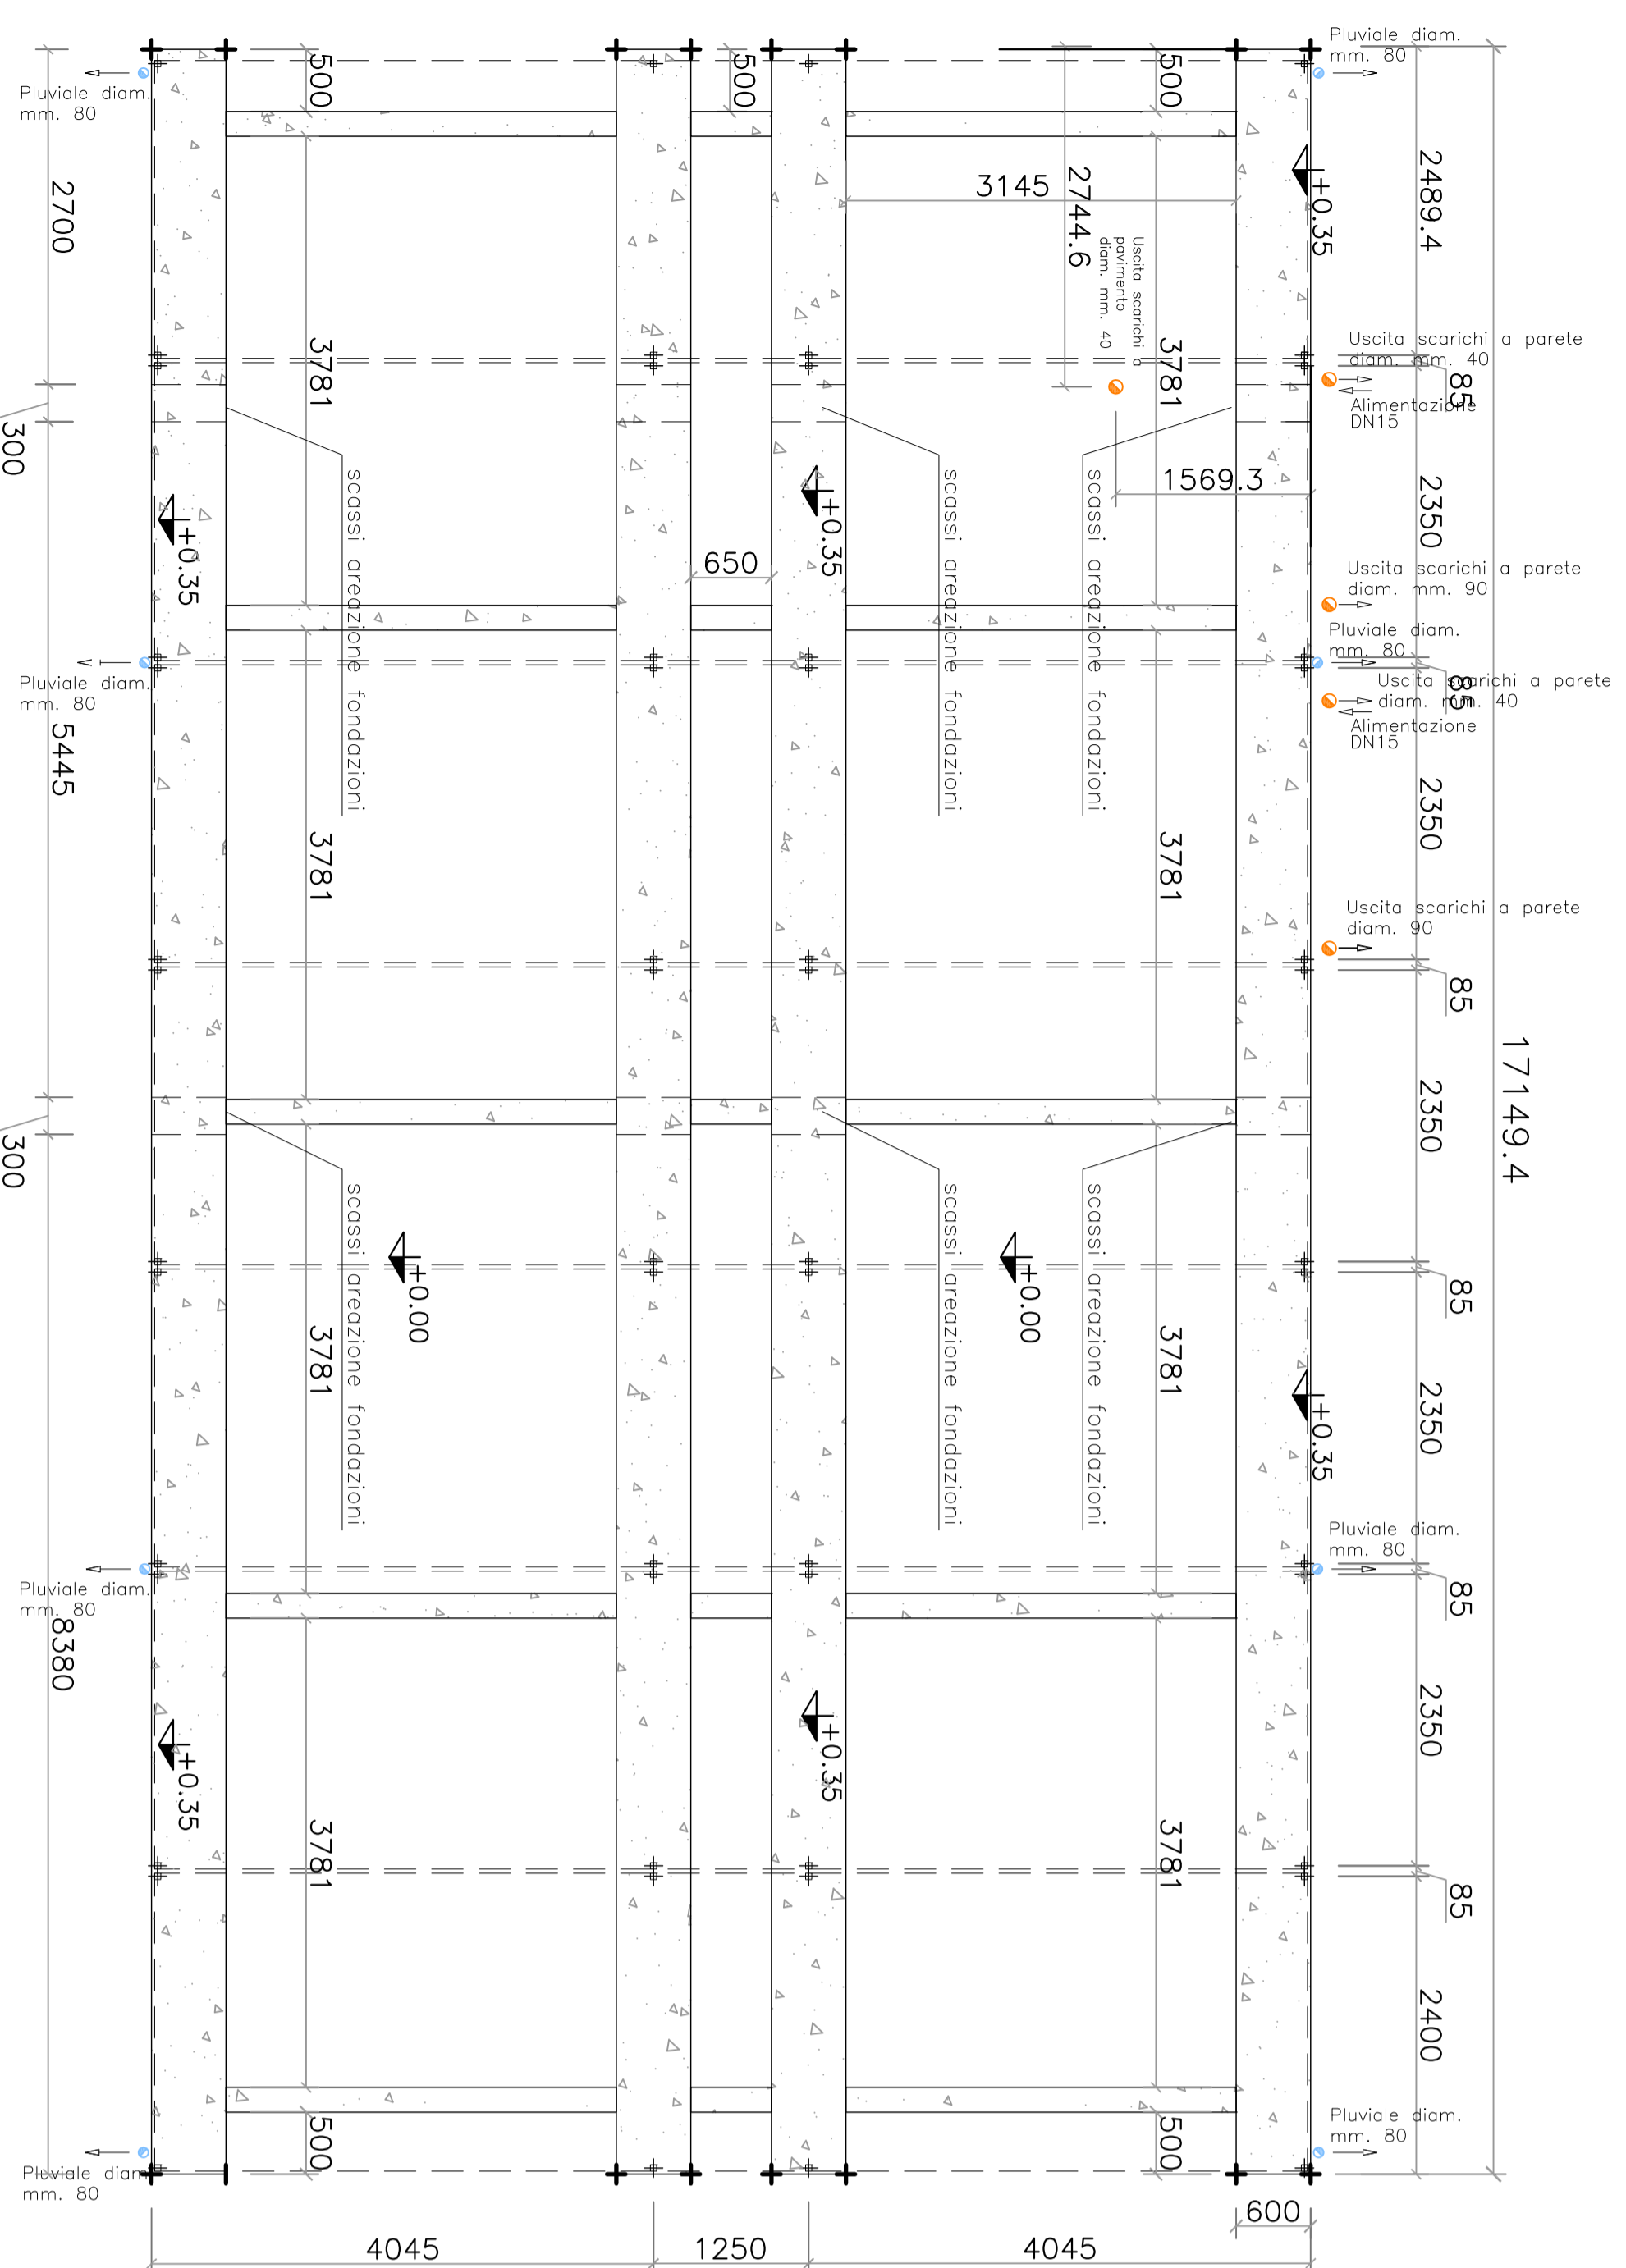 Pluviale diam.
mm. 80
Pluviale diam.
mm. 80
500
500
500
2489.4
+0.35
3145
2744.6
2700
Uscita scarichi a
pavimento
diam. mm. 40
3781
3781
Uscita scarichi a parete
diam. mm. 40
85
Alimentazione
DN15
300
scassi areazione fondazioni
scassi areazione fondazioni
scassi areazione fondazioni
1569.3
2350
+0.35
+0.35
650
Uscita scarichi a parete
diam. mm. 90
Pluviale diam.
mm. 80
Pluviale diam.
mm. 80
85
Uscita scarichi a parete
diam. mm. 40
Alimentazione
DN15
5445
3781
3781
2350
Uscita scarichi a parete
diam. 90
85
17149.4
2350
300
scassi areazione fondazioni
scassi areazione fondazioni
scassi areazione fondazioni
+0.00
+0.00
85
3781
3781
2350
+0.35
Pluviale diam.
mm. 80
Pluviale diam.
mm. 80
85
8380
2350
+0.35
+0.35
3781
3781
85
2400
500
500
Pluviale diam.
mm. 80
Pluviale diam
mm. 80
600
4045
1250
4045